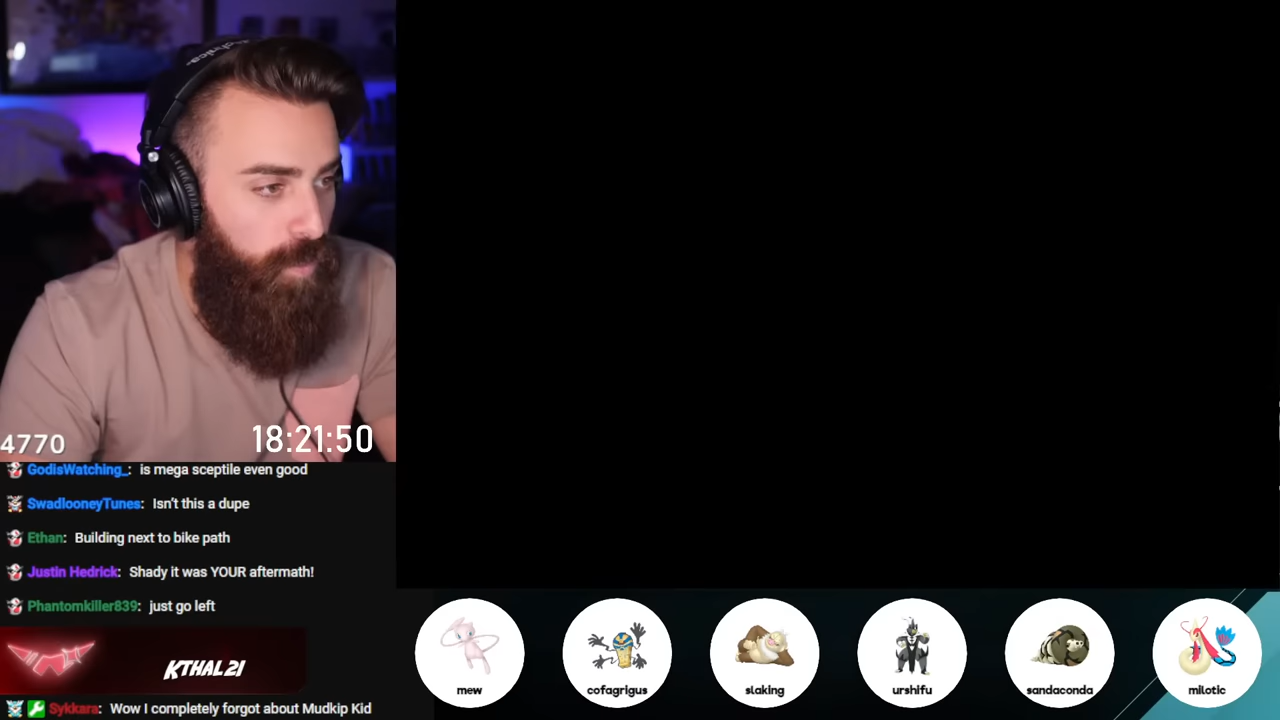 technica
4770
18:21:50
GodisWatching_: is mega sceptile even good
SwadlooneyTunes: Isn't this a dupe
Ethan: Building next to bike path
Justin Hedrick: Shady it was YOUR aftermath!
Phantomkiller839: just go left
KTHAL21
Sykkara: Wow I completely forgot about Mudkip Kid
mew
cofagrigus
slaking
urshifu
sandaconda
milotic